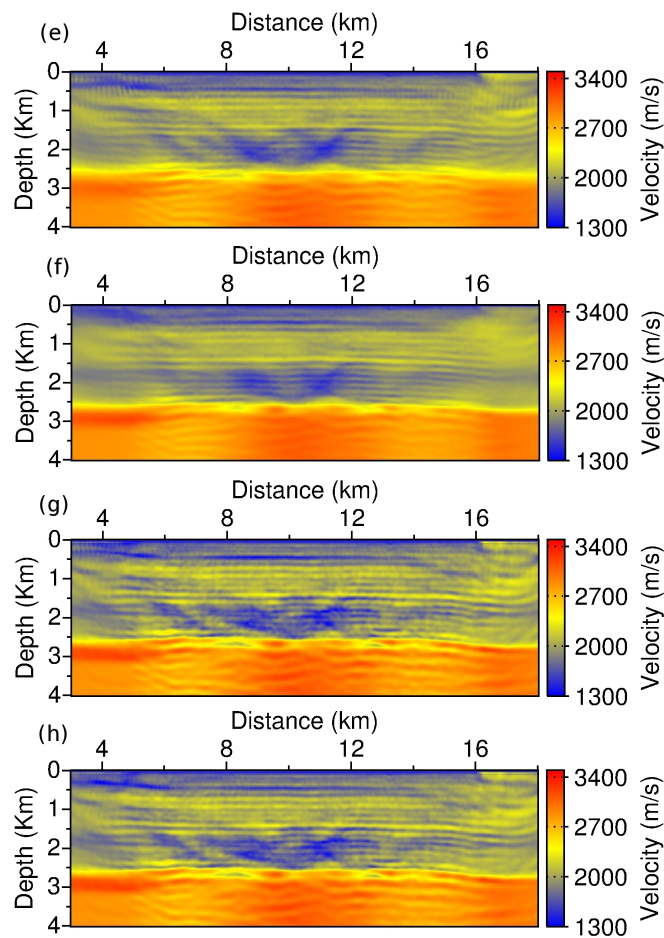 (e)
Distance (km)
4 8 12 16
0
1
2
3
4
Depth (Km)
3400
2700
2000
1300
Velocity (m/s)
(f)
Distance (km)
4 8 12 16
0
1
2
3
4
Depth (Km)
3400
2700
2000
1300
Velocity (m/s)
(g)
Distance (km)
4 8 12 16
0
1
2
3
4
Depth (Km)
3400
2700
2000
1300
Velocity (m/s)
(h)
Distance (km)
4 8 12 16
0
1
2
3
4
Depth (Km)
3400
2700
2000
1300
Velocity (m/s)